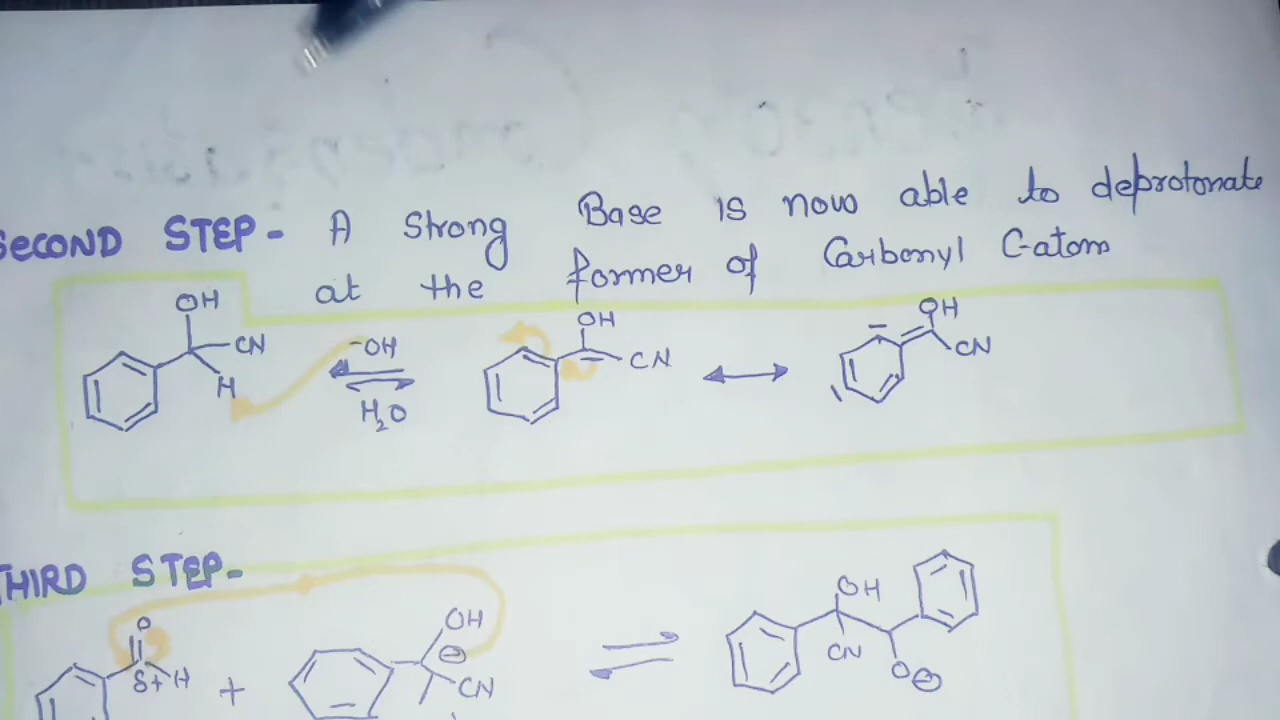 SECOND STEP - A Strong Base is now able to deprotonate
at the former of Carbonyl C-atom
OH
CN
H
-OH
H2O
OH
CN
OH
CN
THIRD STEP-
O
δ+ H
+
OH
⊖
CN
OH
CN
O⊖